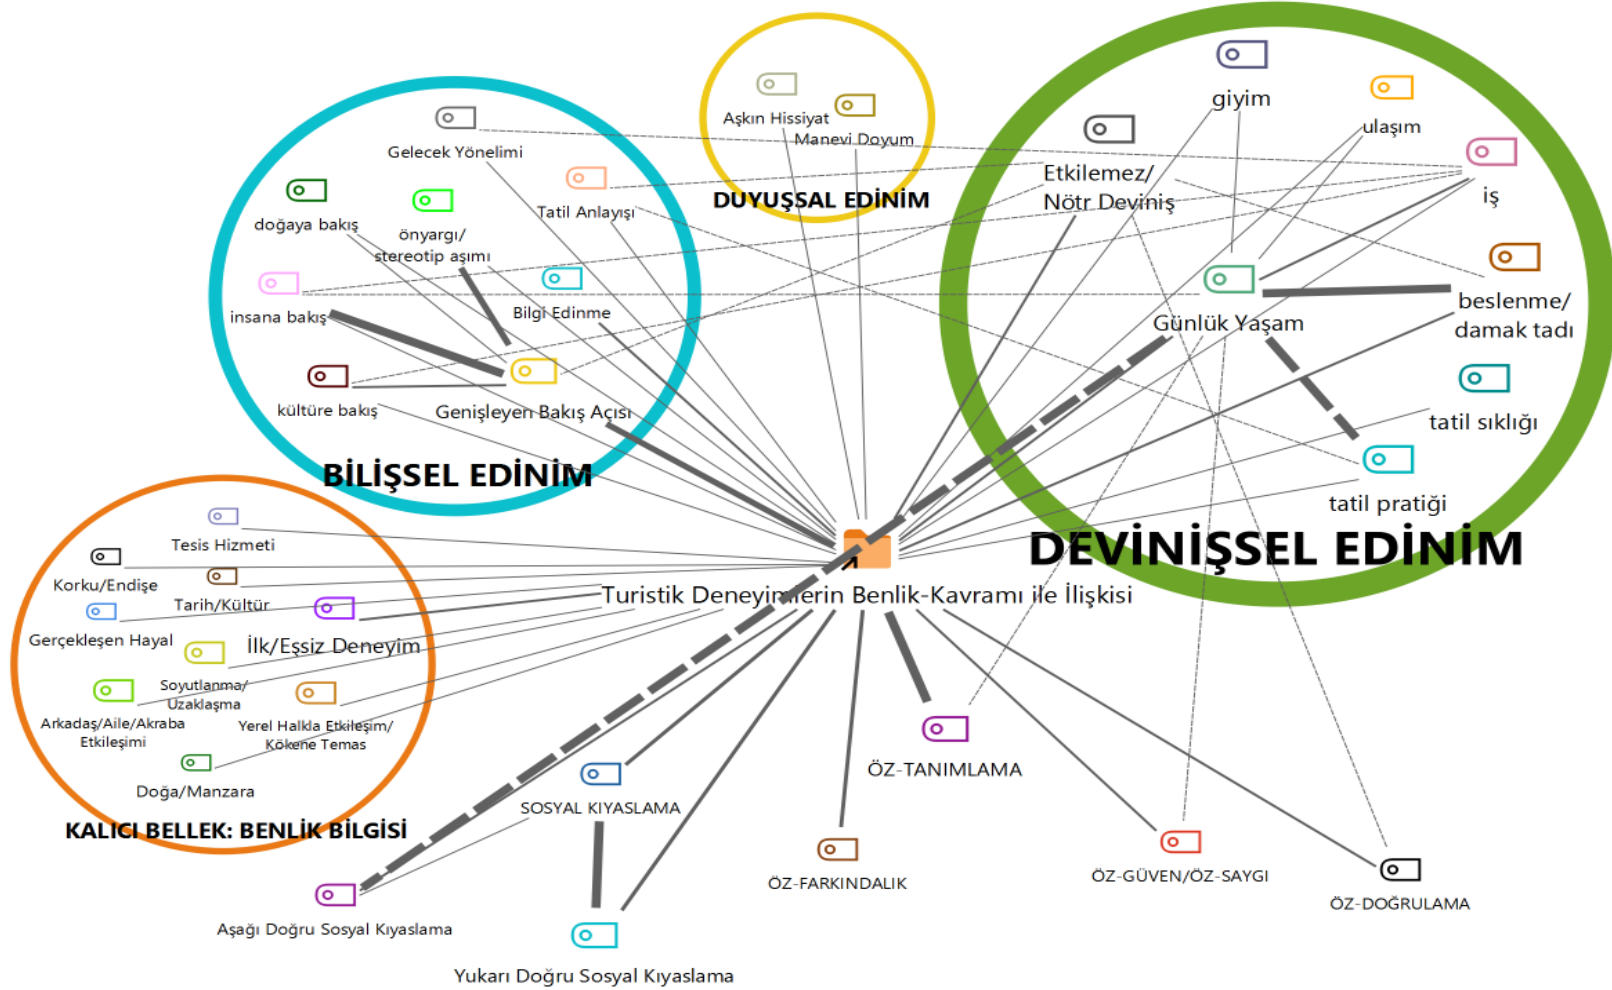 giyim
ulaşım
Aşkın Hissiyat
Manevi Doyum
DUYUŞSAL EDİNİM
Gelecek Yönelimi
Etkilemez/
Nötr Deviniş
iş
Tatil Anlayışı
doğaya bakış
önyargı/
stereotip aşımı
insana bakış
Bilgi Edinme
beslenme/
damak tadı
Günlük Yaşam
kültüre bakış
Genişleyen Bakış Açısı
tatil sıklığı
BİLİŞSEL EDİNİM
tatil pratiği
DEVİNİŞSEL EDİNİM
Tesis Hizmeti
Korku/Endişe
Tarih/Kültür
Turistik Deneyimlerin Benlik-Kavramı ile İlişkisi
Gerçekleşen Hayal
İlk/Eşsiz Deneyim
Soyutlanma/
Uzaklaşma
Arkadaş/Aile/Akraba
Etkileşimi
Yerel Halkla Etkileşim/
Kökene Temas
Doğa/Manzara
KALICI BELLEK: BENLİK BİLGİSİ
ÖZ-TANIMLAMA
SOSYAL KIYASLAMA
ÖZ-FARKINDALIK
ÖZ-GÜVEN/ÖZ-SAYGI
ÖZ-DOĞRULAMA
Aşağı Doğru Sosyal Kıyaslama
Yukarı Doğru Sosyal Kıyaslama